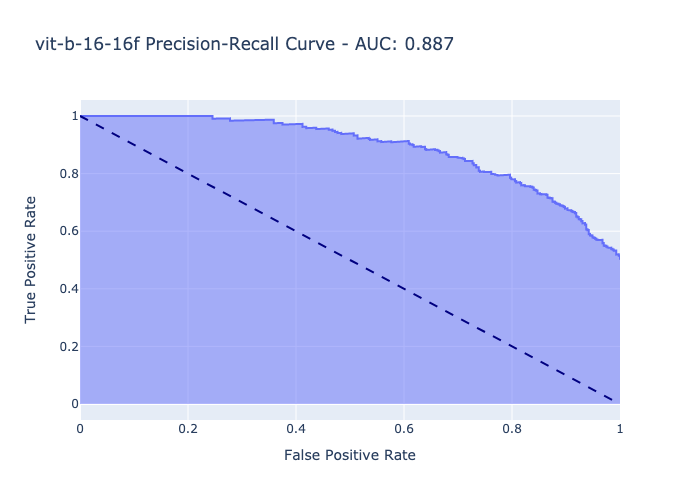 vit-b-16-16f Precision-Recall Curve - AUC: 0.887
True Positive Rate
1
0.8
0.6
0.4
0.2
0
0 0.2 0.4 0.6 0.8 1
False Positive Rate